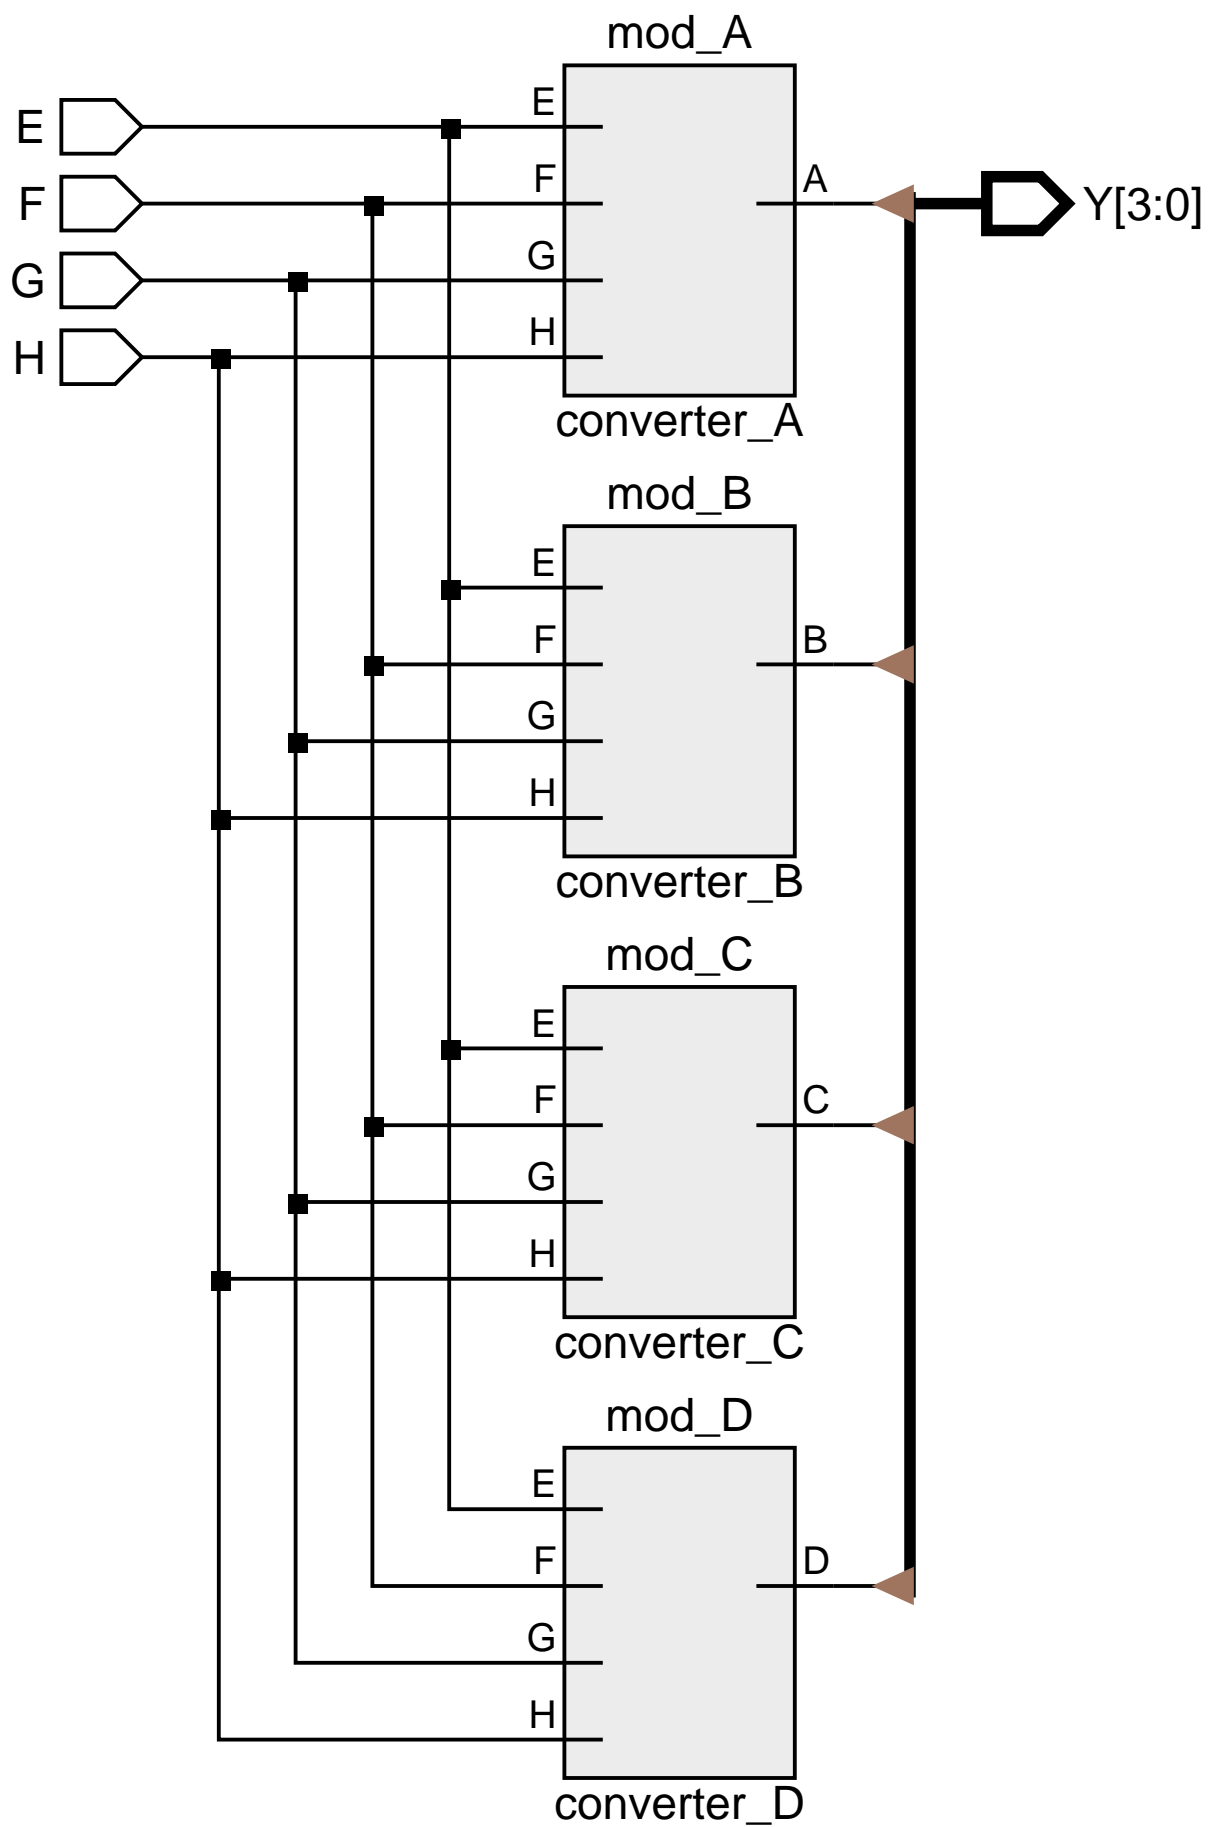 mod_A
E
E
F
F
A
Y[3:0]
G
G
H
H
converter_A
mod_B
E
F
B
G
H
converter_B
mod_C
E
F
C
G
H
converter_C
mod_D
E
F
D
G
H
converter_D